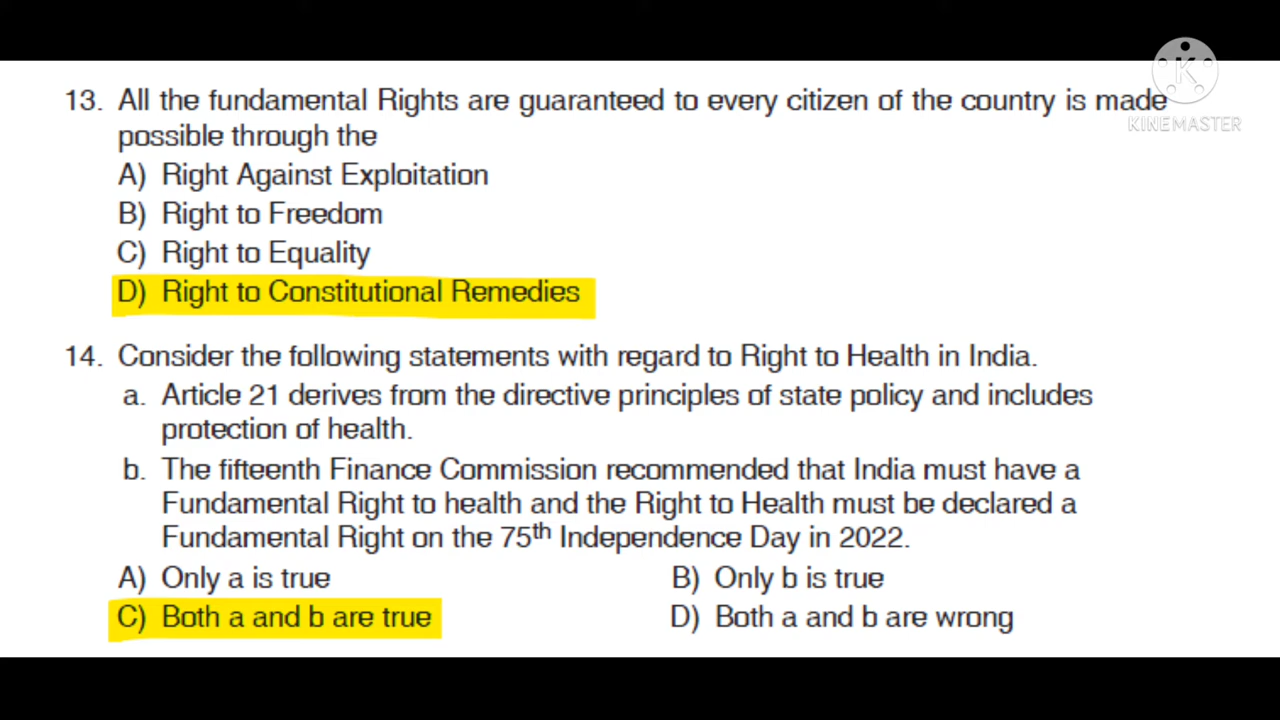 K
KINEMASTER
13. All the fundamental Rights are guaranteed to every citizen of the country is made
possible through the
A) Right Against Exploitation
B) Right to Freedom
C) Right to Equality
D) Right to Constitutional Remedies
14. Consider the following statements with regard to Right to Health in India.
a. Article 21 derives from the directive principles of state policy and includes
protection of health.
b. The fifteenth Finance Commission recommended that India must have a
Fundamental Right to health and the Right to Health must be declared a
Fundamental Right on the 75th Independence Day in 2022.
A) Only a is true B) Only b is true
C) Both a and b are true D) Both a and b are wrong